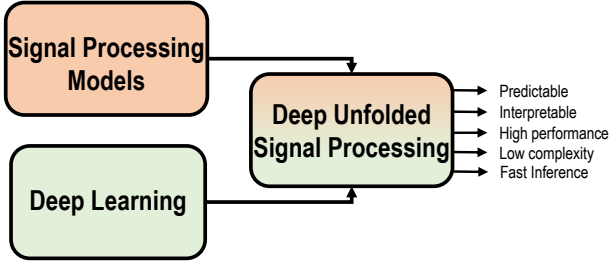 Signal Processing
Models
Deep Learning
Deep Unfolded
Signal Processing
Predictable
Interpretable
High performance
Low complexity
Fast Inference